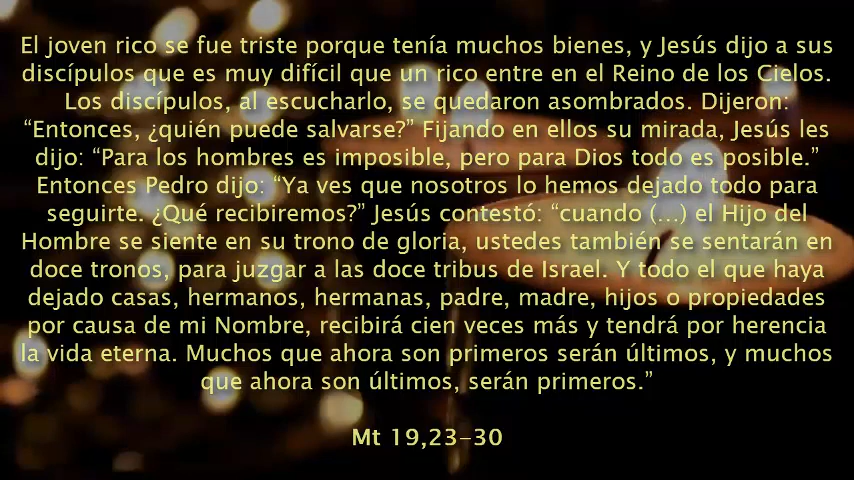 El joven rico se fue triste porque tenía muchos bienes, y Jesús dijo a sus
discípulos que es muy difícil que un rico entre en el Reino de los Cielos.
Los discípulos, al escucharlo, se quedaron asombrados. Dijeron:
“Entonces, ¿quién puede salvarse?” Fijando en ellos su mirada, Jesús les
dijo: “Para los hombres es imposible, pero para Dios todo es posible.”
Entonces Pedro dijo: “Ya ves que nosotros lo hemos dejado todo para
seguirte. ¿Qué recibiremos?” Jesús contestó: “cuando (...) el Hijo del
Hombre se siente en su trono de gloria, ustedes también se sentarán en
doce tronos, para juzgar a las doce tribus de Israel. Y todo el que haya
dejado casas, hermanos, hermanas, padre, madre, hijos o propiedades
por causa de mi Nombre, recibirá cien veces más y tendrá por herencia
la vida eterna. Muchos que ahora son primeros serán últimos, y muchos
que ahora son últimos, serán primeros.”
Mt 19,23-30